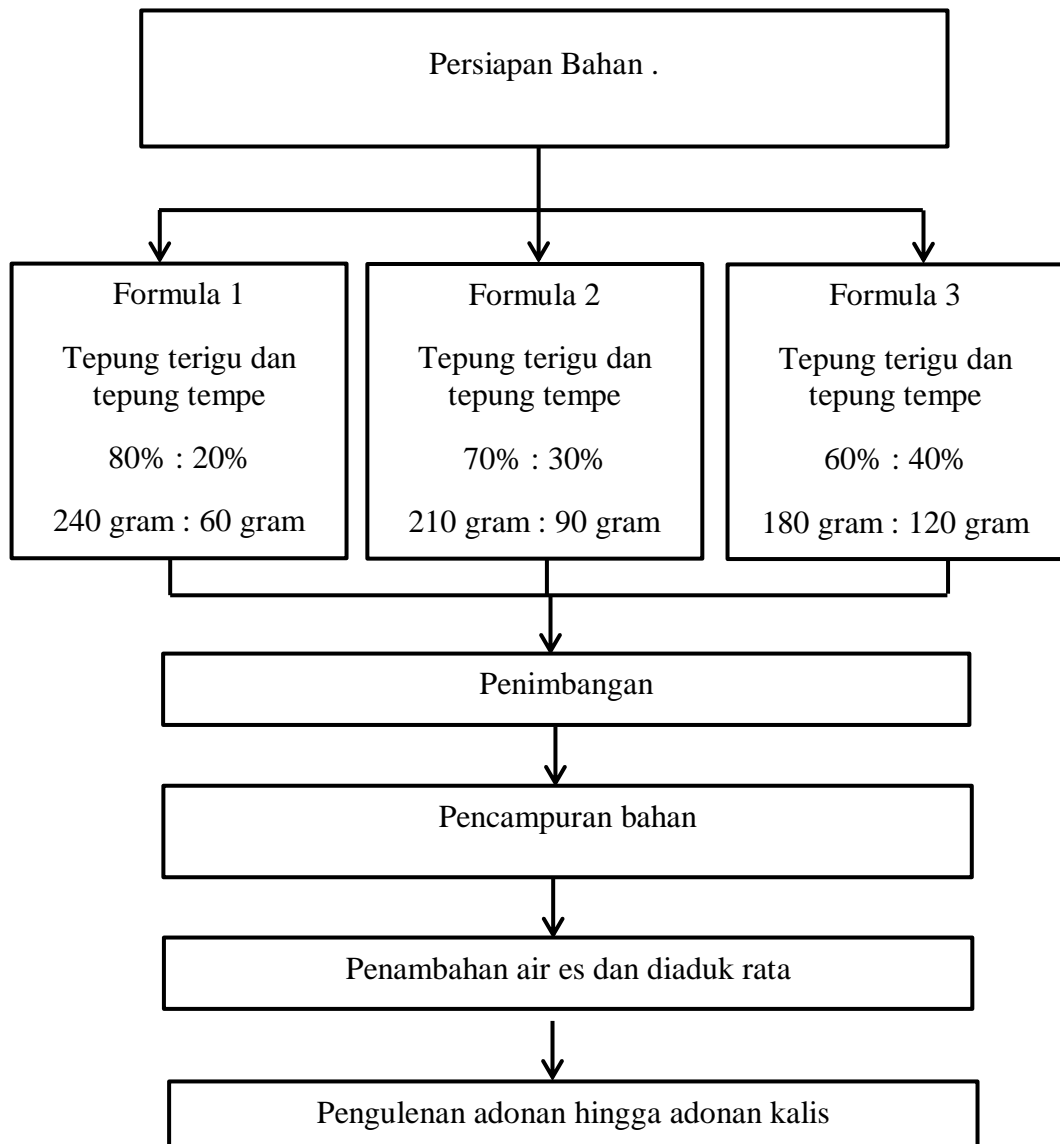 Persiapan Bahan .
Formula 1
Tepung terigu dan
tepung tempe
80% : 20%
240 gram : 60 gram
Formula 2
Tepung terigu dan
tepung tempe
70% : 30%
210 gram : 90 gram
Formula 3
Tepung terigu dan
tepung tempe
60% : 40%
180 gram : 120 gram
Penimbangan
Pencampuran bahan
Penambahan air es dan diaduk rata
Pengulenan adonan hingga adonan kalis